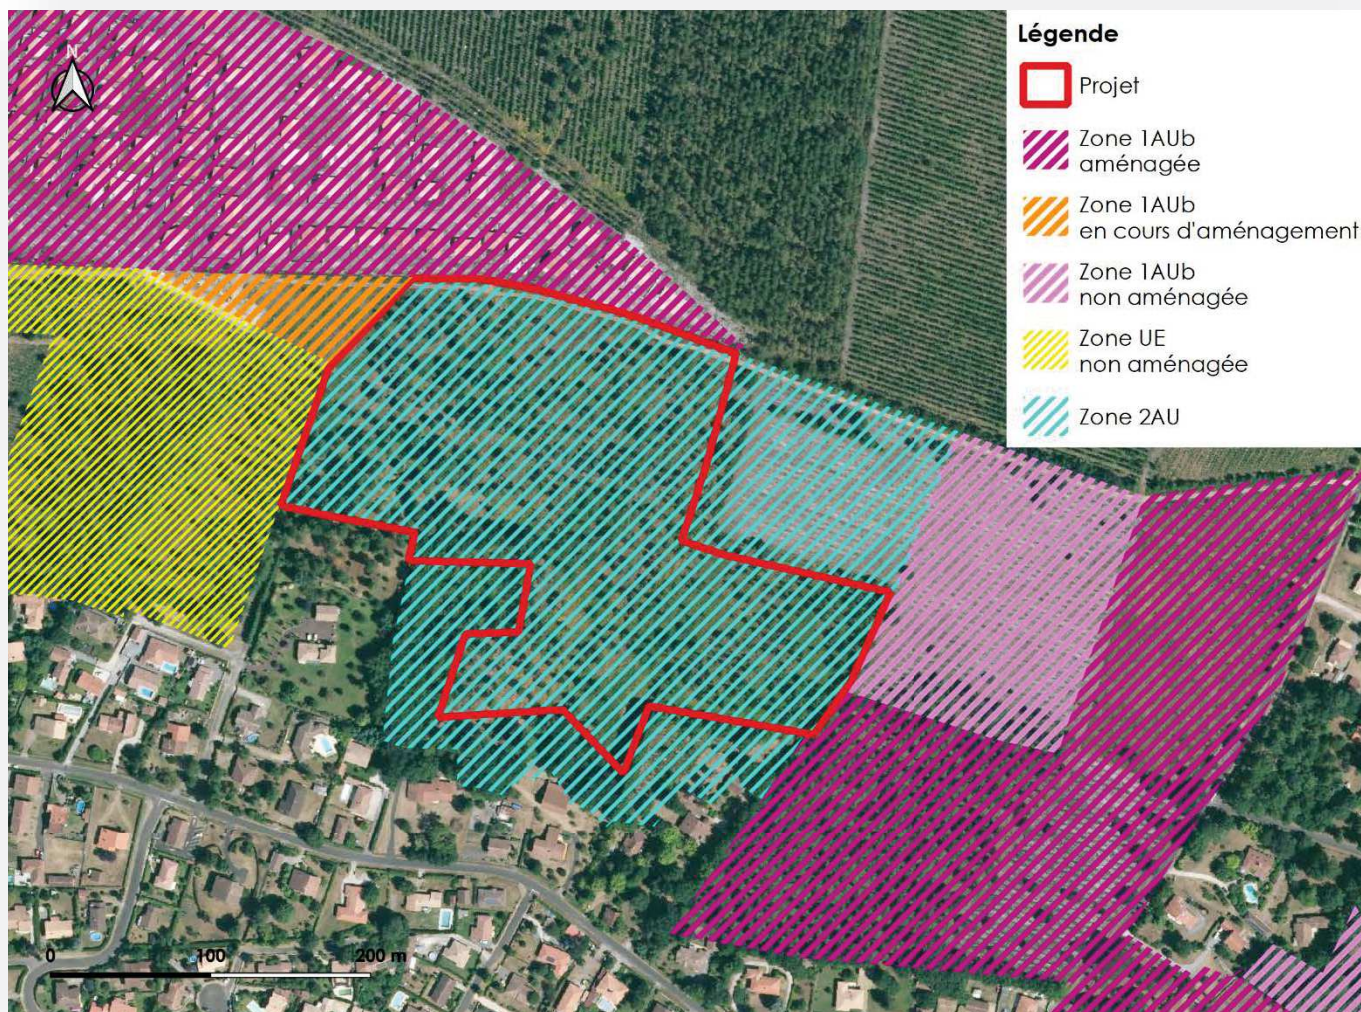 N
Légende
Projet
Zone 1AUb
aménagée
Zone 1AUb
en cours d'aménagement
Zone 1AUb
non aménagée
Zone UE
non aménagée
Zone 2AU
0 100 200 m